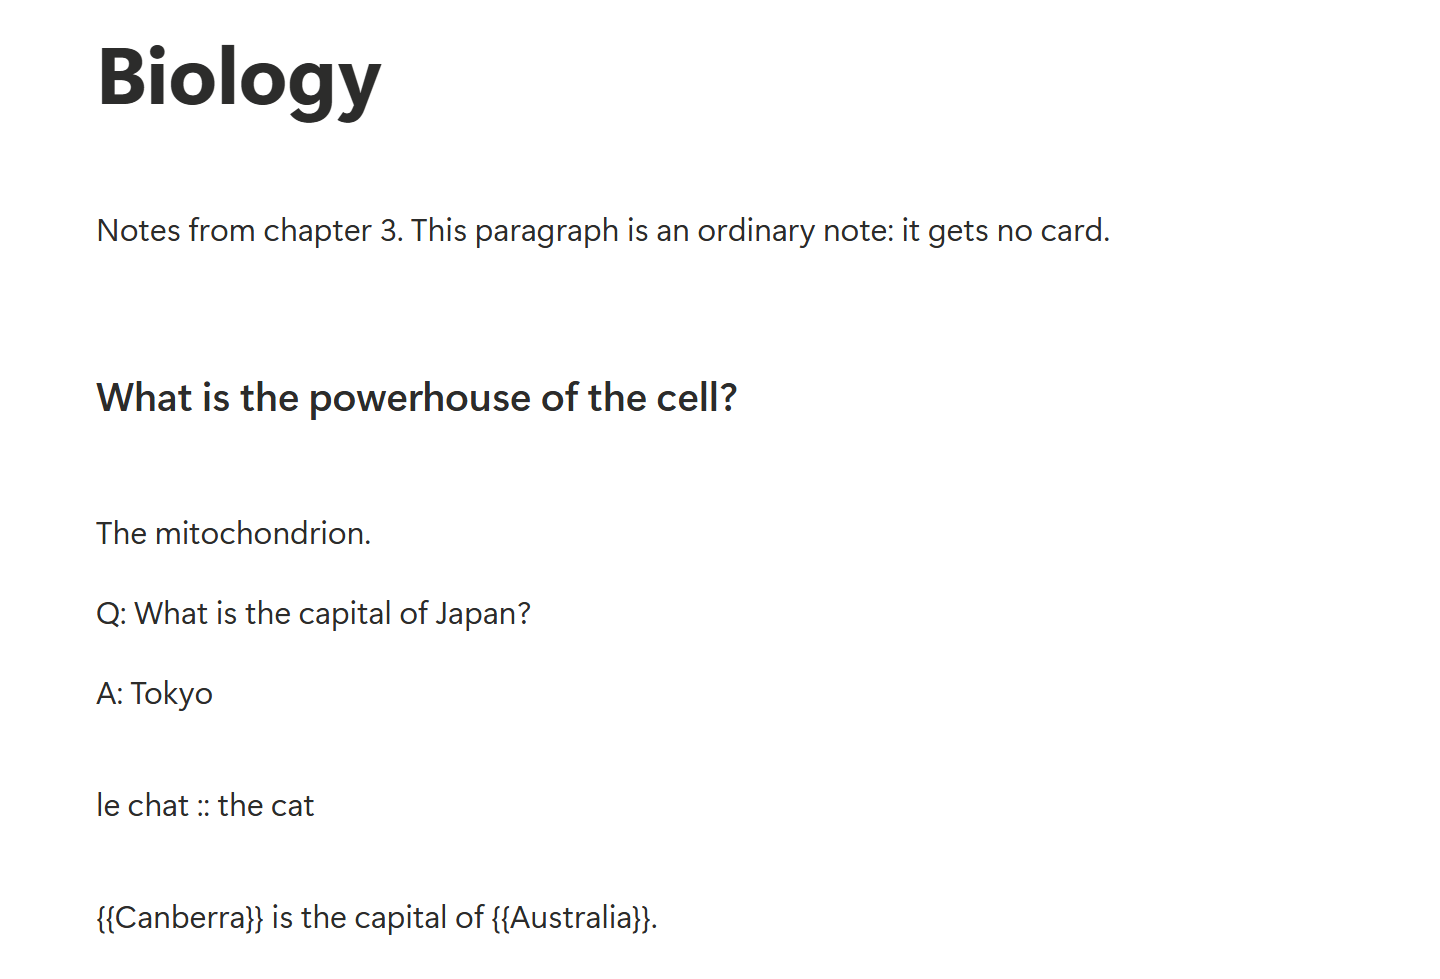 Biology
Notes from chapter 3. This paragraph is an ordinary note: it gets no card.
What is the powerhouse of the cell?
The mitochondrion.
Q: What is the capital of Japan?
A: Tokyo
le chat :: the cat
{{Canberra}} is the capital of {{Australia}}.